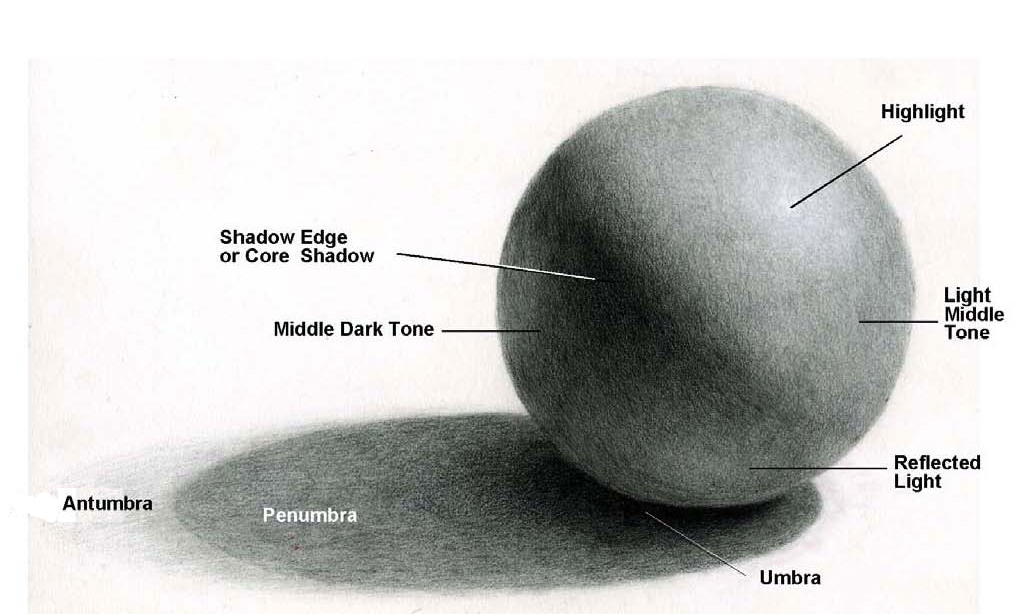 Highlight
Shadow Edge
or Core Shadow
Light
Middle
Tone
Middle Dark Tone
Reflected
Light
Antumbra
Penumbra
Umbra